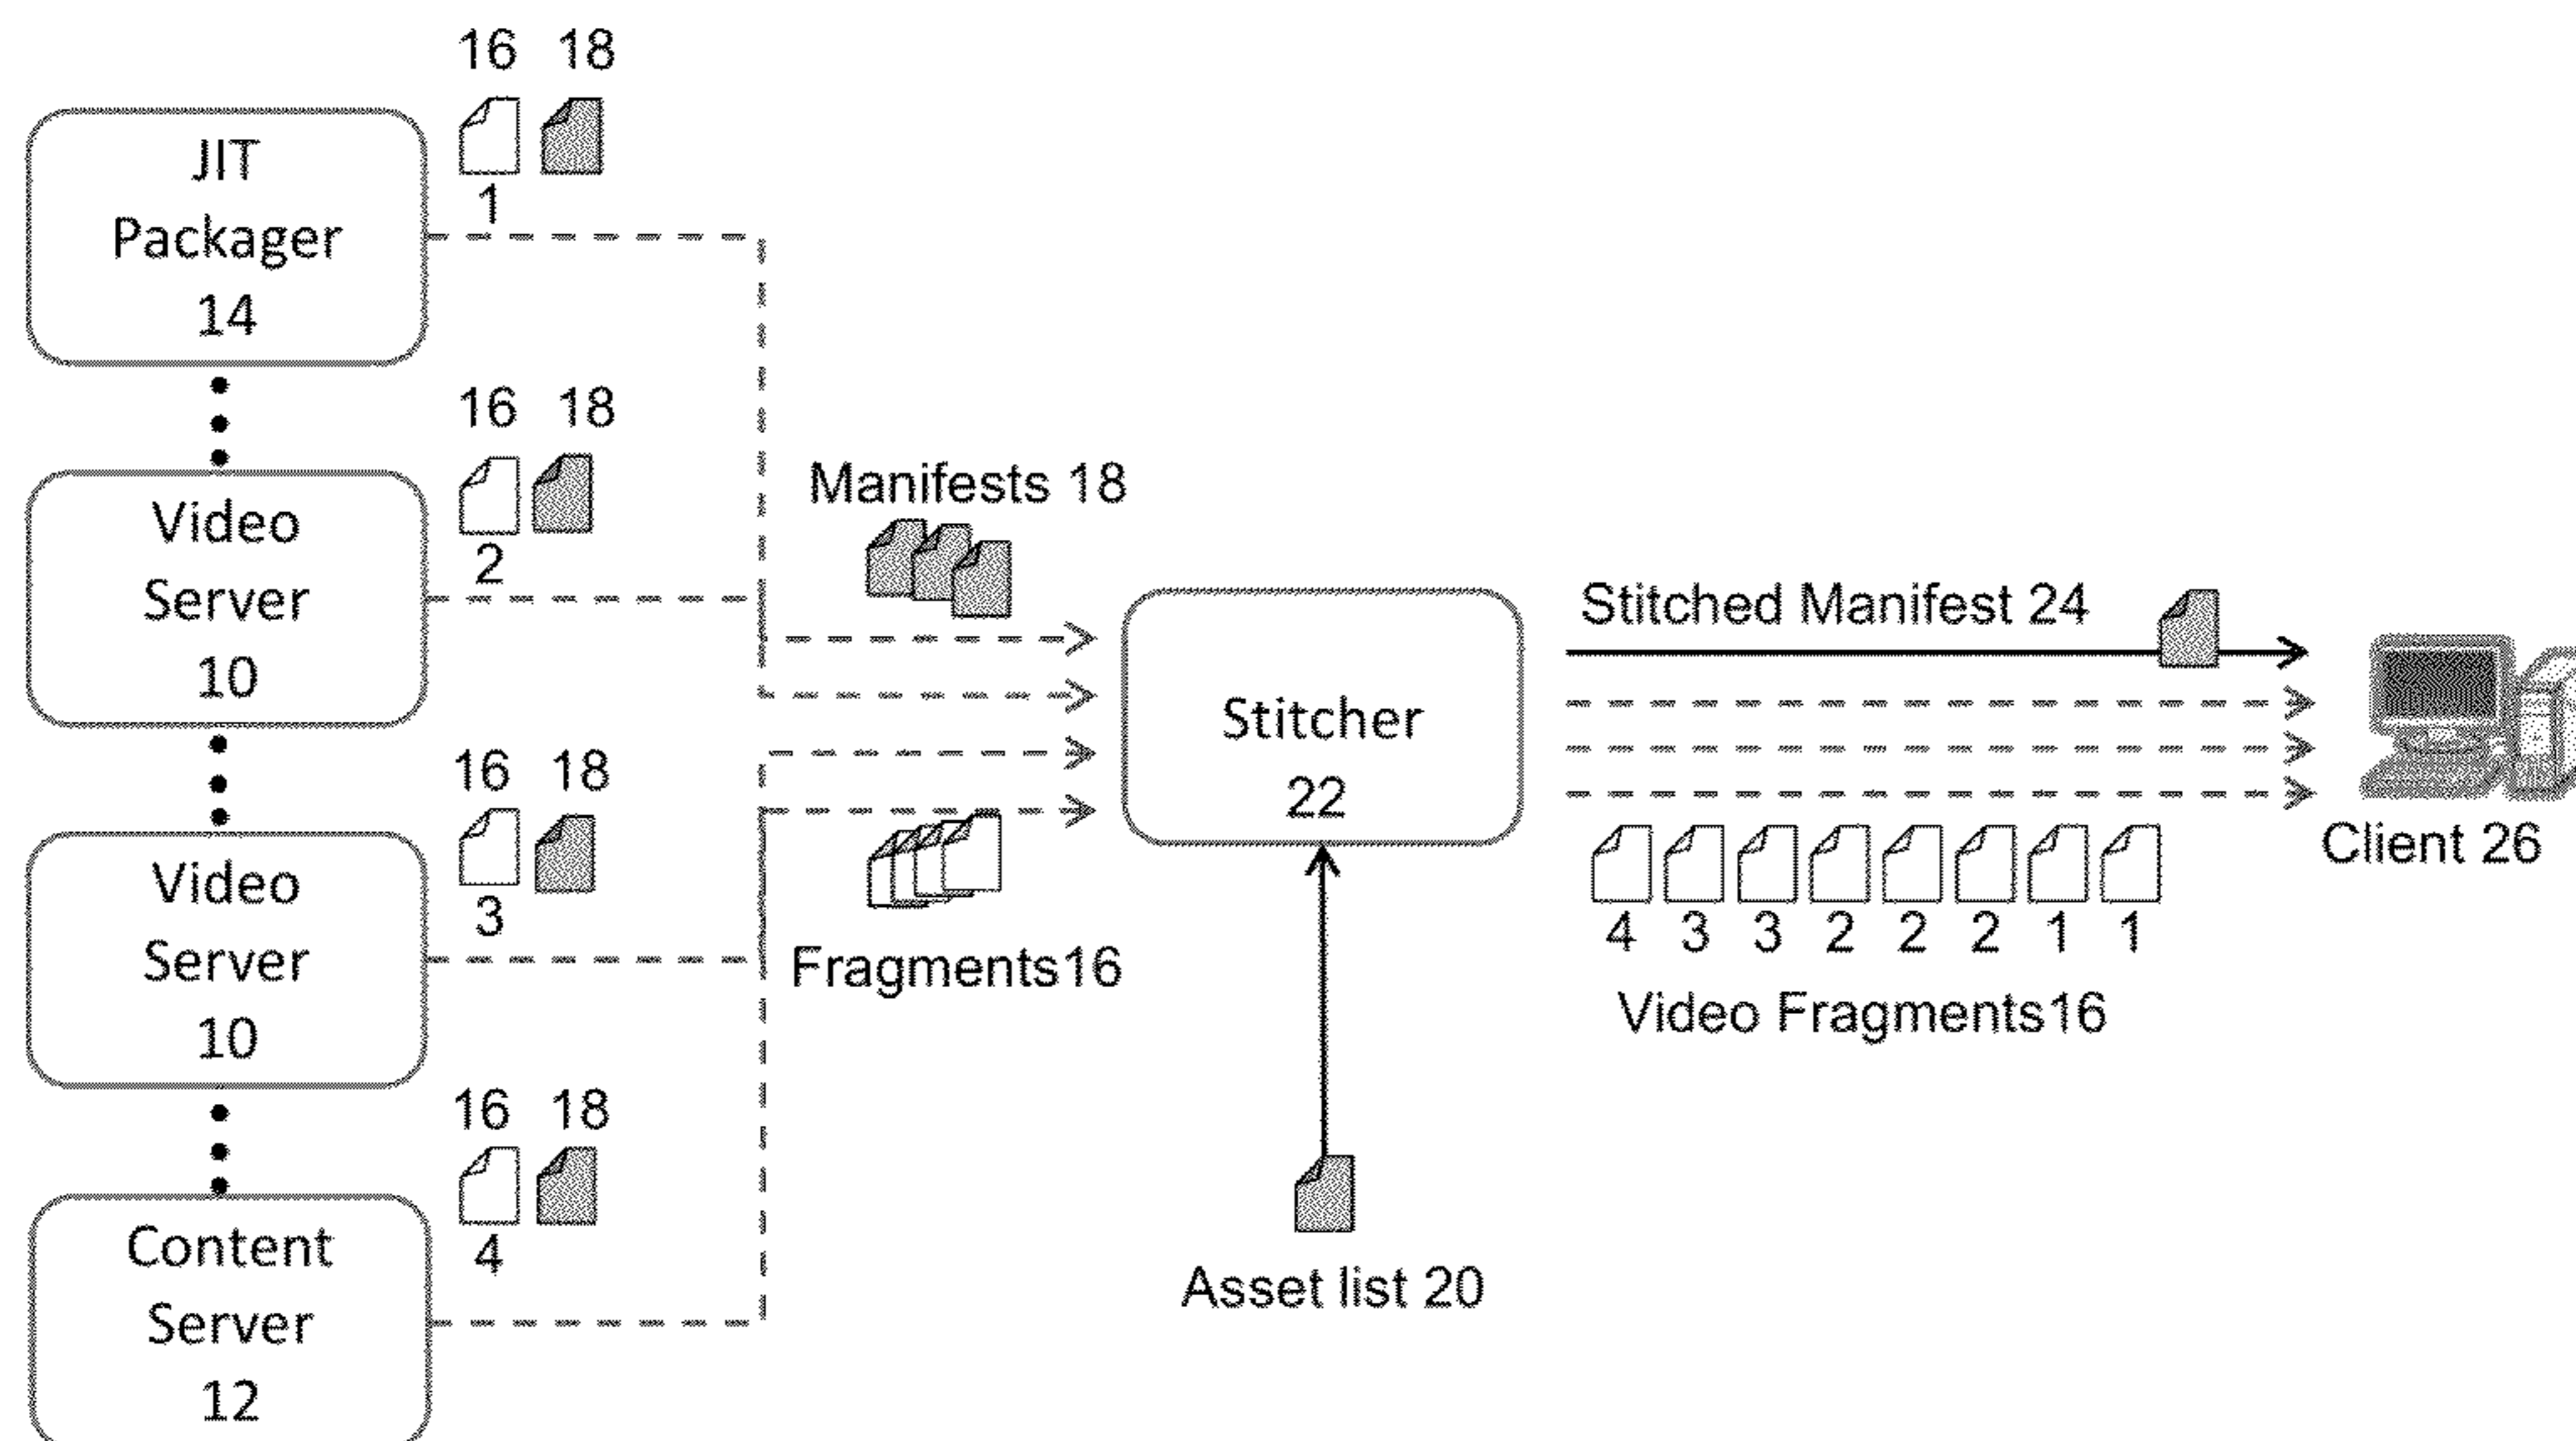 16 18
JIT
Packager
14
1
16 18
Video
Server
10
2
16 18
Video
Server
10
3
16 18
Content
Server
12
4
Manifests 18
Fragments16
Stitcher
22
Asset list 20
Stitched Manifest 24
4 3 3 2 2 2 1 1
Video Fragments16
Client 26